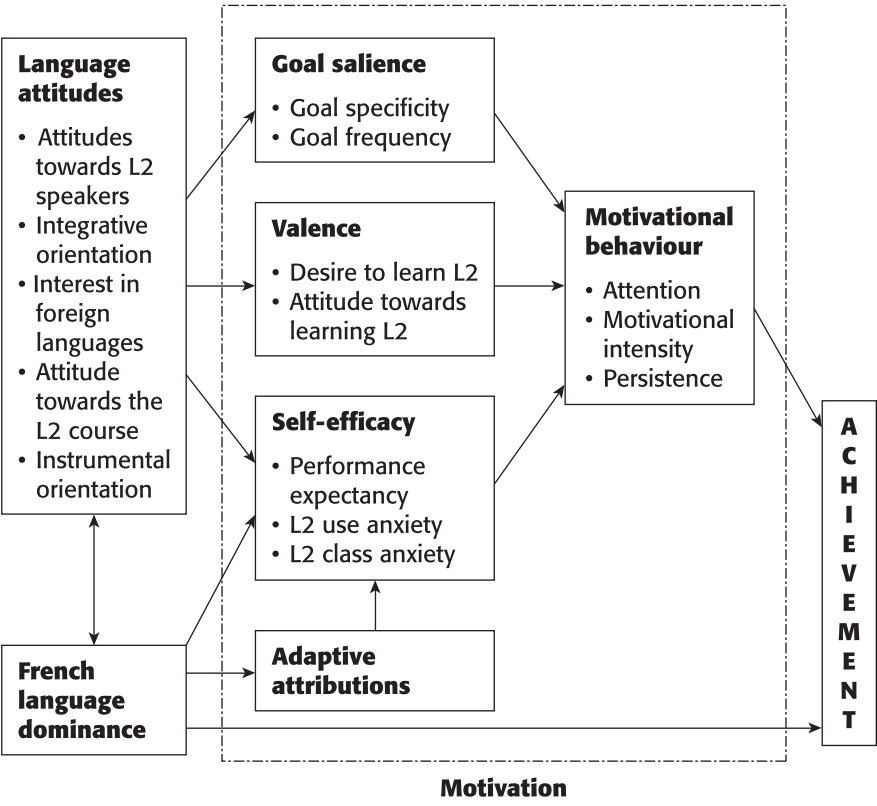 Language
attitudes
• Attitudes
towards L2
speakers
• Integrative
orientation
• Interest in
foreign
languages
• Attitude
towards the
L2 course
• Instrumental
orientation
French
language
dominance
Goal salience
• Goal specificity
• Goal frequency
Valence
• Desire to learn L2
• Attitude towards
learning L2
Self-efficacy
• Performance
expectancy
• L2 use anxiety
• L2 class anxiety
Adaptive
attributions
Motivational
behaviour
• Attention
• Motivational
intensity
• Persistence
ACHIEVEMENT
Motivation